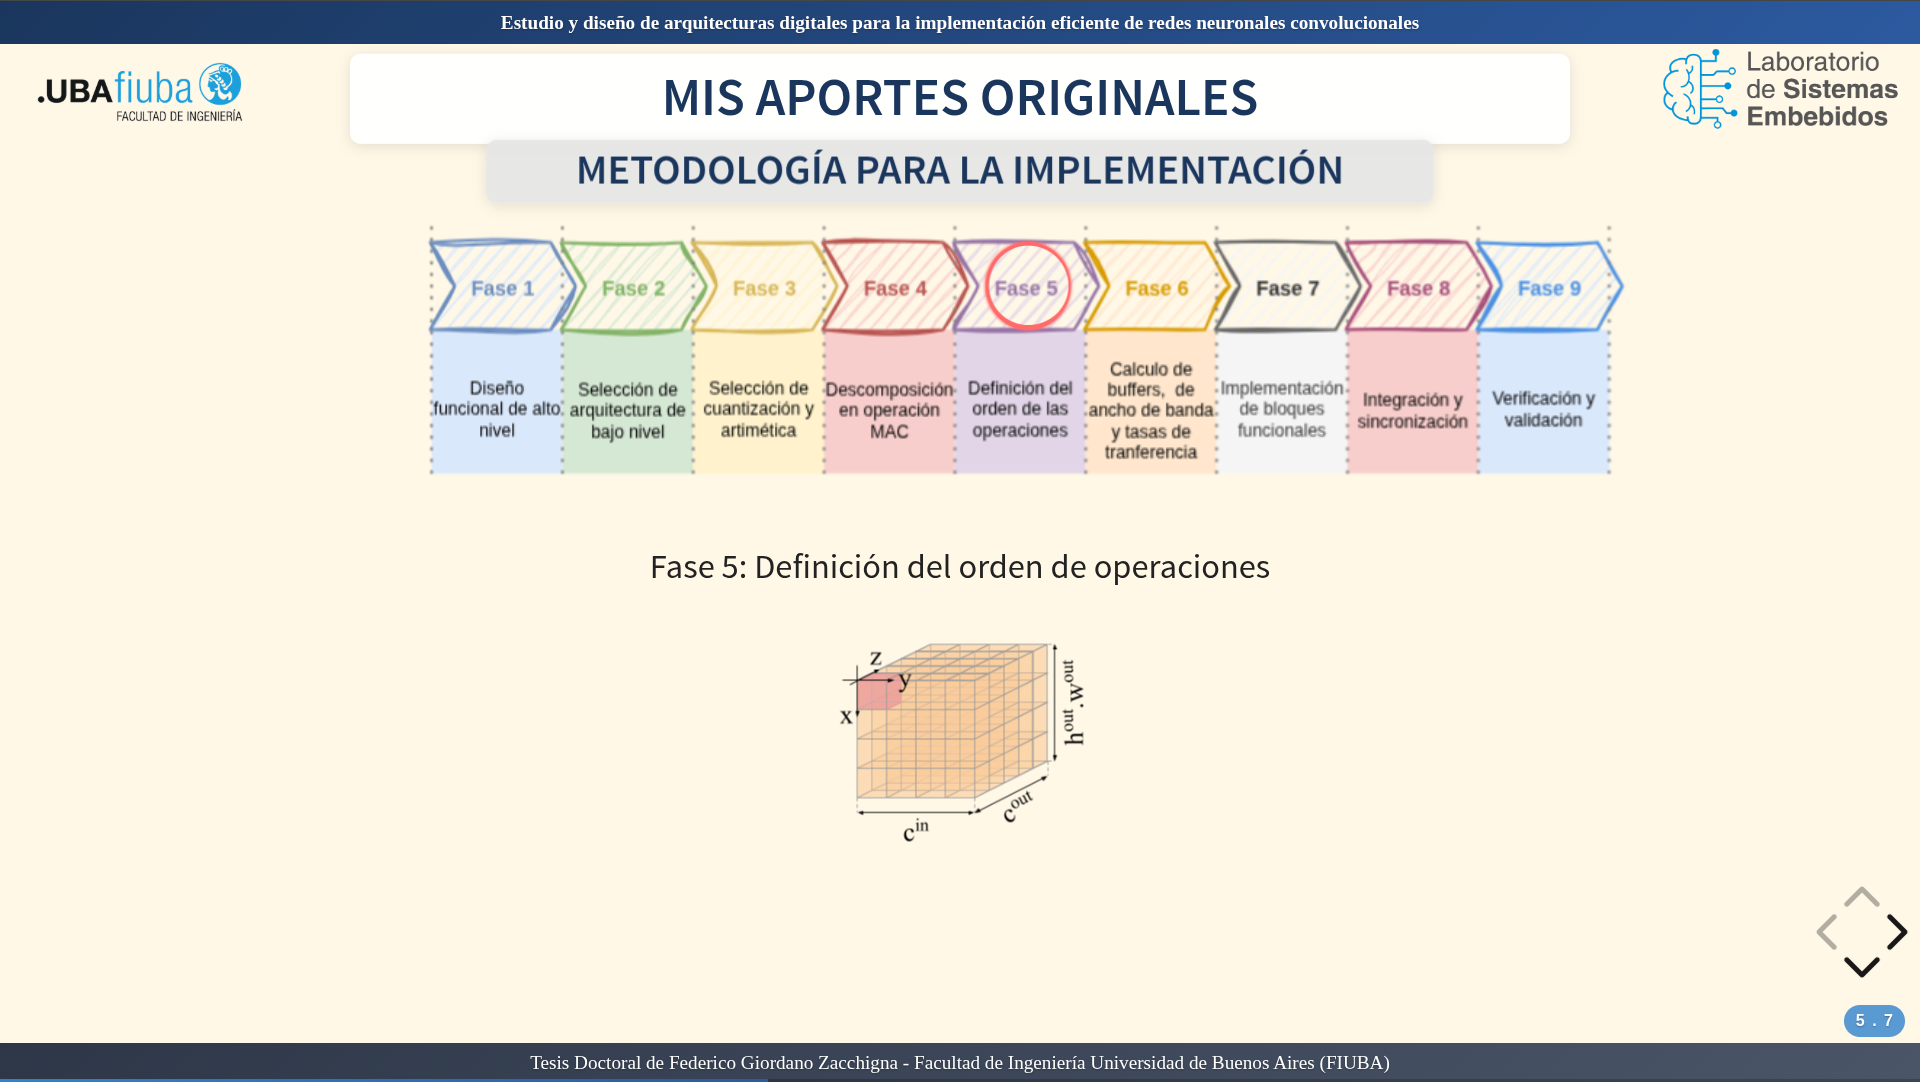 Estudio y diseño de arquitecturas digitales para la implementación eficiente de redes neuronales convolucionales
.UBAfiuba
FACULTAD DE INGENIERÍA
Laboratorio
de Sistemas
Embebidos
MIS APORTES ORIGINALES
METODOLOGÍA PARA LA IMPLEMENTACIÓN
Fase 1
Fase 2
Fase 3
Fase 4
Fase 5
Fase 6
Fase 7
Fase 8
Fase 9
Diseño
funcional de alto
nivel
Selección de
arquitectura de
bajo nivel
Selección de
cuantización y
artimética
Descomposición
en operación
MAC
Definición del
orden de las
operaciones
Calculo de
buffers, de
ancho de banda
y tasas de
tranferencia
Implementación
de bloques
funcionales
Integración y
sincronización
Verificación y
validación
Fase 5: Definición del orden de operaciones
z
y
x
h^out.w^out
c^out
c^in
5 . 7
Tesis Doctoral de Federico Giordano Zacchigna - Facultad de Ingeniería Universidad de Buenos Aires (FIUBA)